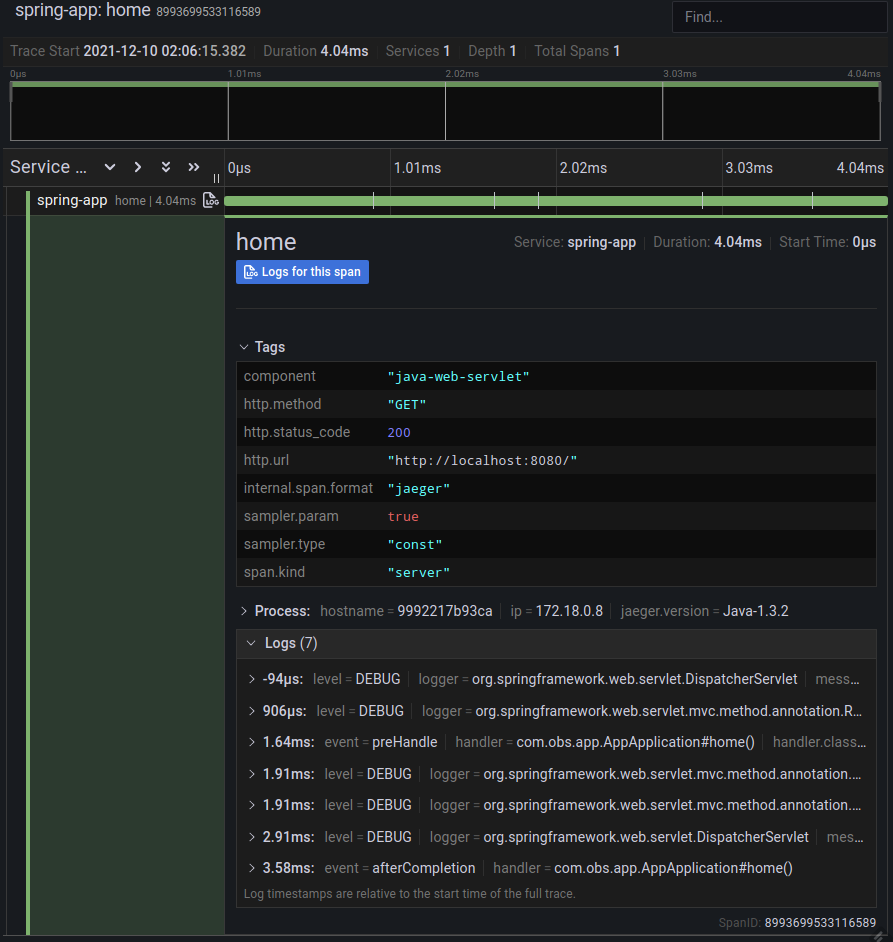 spring-app: home 8993699533116589
Find...
Trace Start 2021-12-10 02:06:15.382 Duration 4.04ms Services 1 Depth 1 Total Spans 1
0μs 1.01ms 2.02ms 3.03ms 4.04ms
Service ... 0μs 1.01ms 2.02ms 3.03ms 4.04ms
spring-app home | 4.04ms LOG
home Service: spring-app Duration: 4.04ms Start Time: 0μs
LOG Logs for this span
Tags
component "java-web-servlet"
http.method "GET"
http.status_code 200
http.url "http://localhost:8080/"
internal.span.format "jaeger"
sampler.param true
sampler.type "const"
span.kind "server"
Process: hostname = 9992217b93ca ip = 172.18.0.8 jaeger.version = Java-1.3.2
Logs (7)
-94μs: level = DEBUG logger = org.springframework.web.servlet.DispatcherServlet mess...
906μs: level = DEBUG logger = org.springframework.web.servlet.mvc.method.annotation.R...
1.64ms: event = preHandle handler = com.obs.app.AppApplication#home() handler.class...
1.91ms: level = DEBUG logger = org.springframework.web.servlet.mvc.method.annotation....
1.91ms: level = DEBUG logger = org.springframework.web.servlet.mvc.method.annotation....
2.91ms: level = DEBUG logger = org.springframework.web.servlet.DispatcherServlet mes...
3.58ms: event = afterCompletion handler = com.obs.app.AppApplication#home()
Log timestamps are relative to the start time of the full trace.
SpanID: 8993699533116589